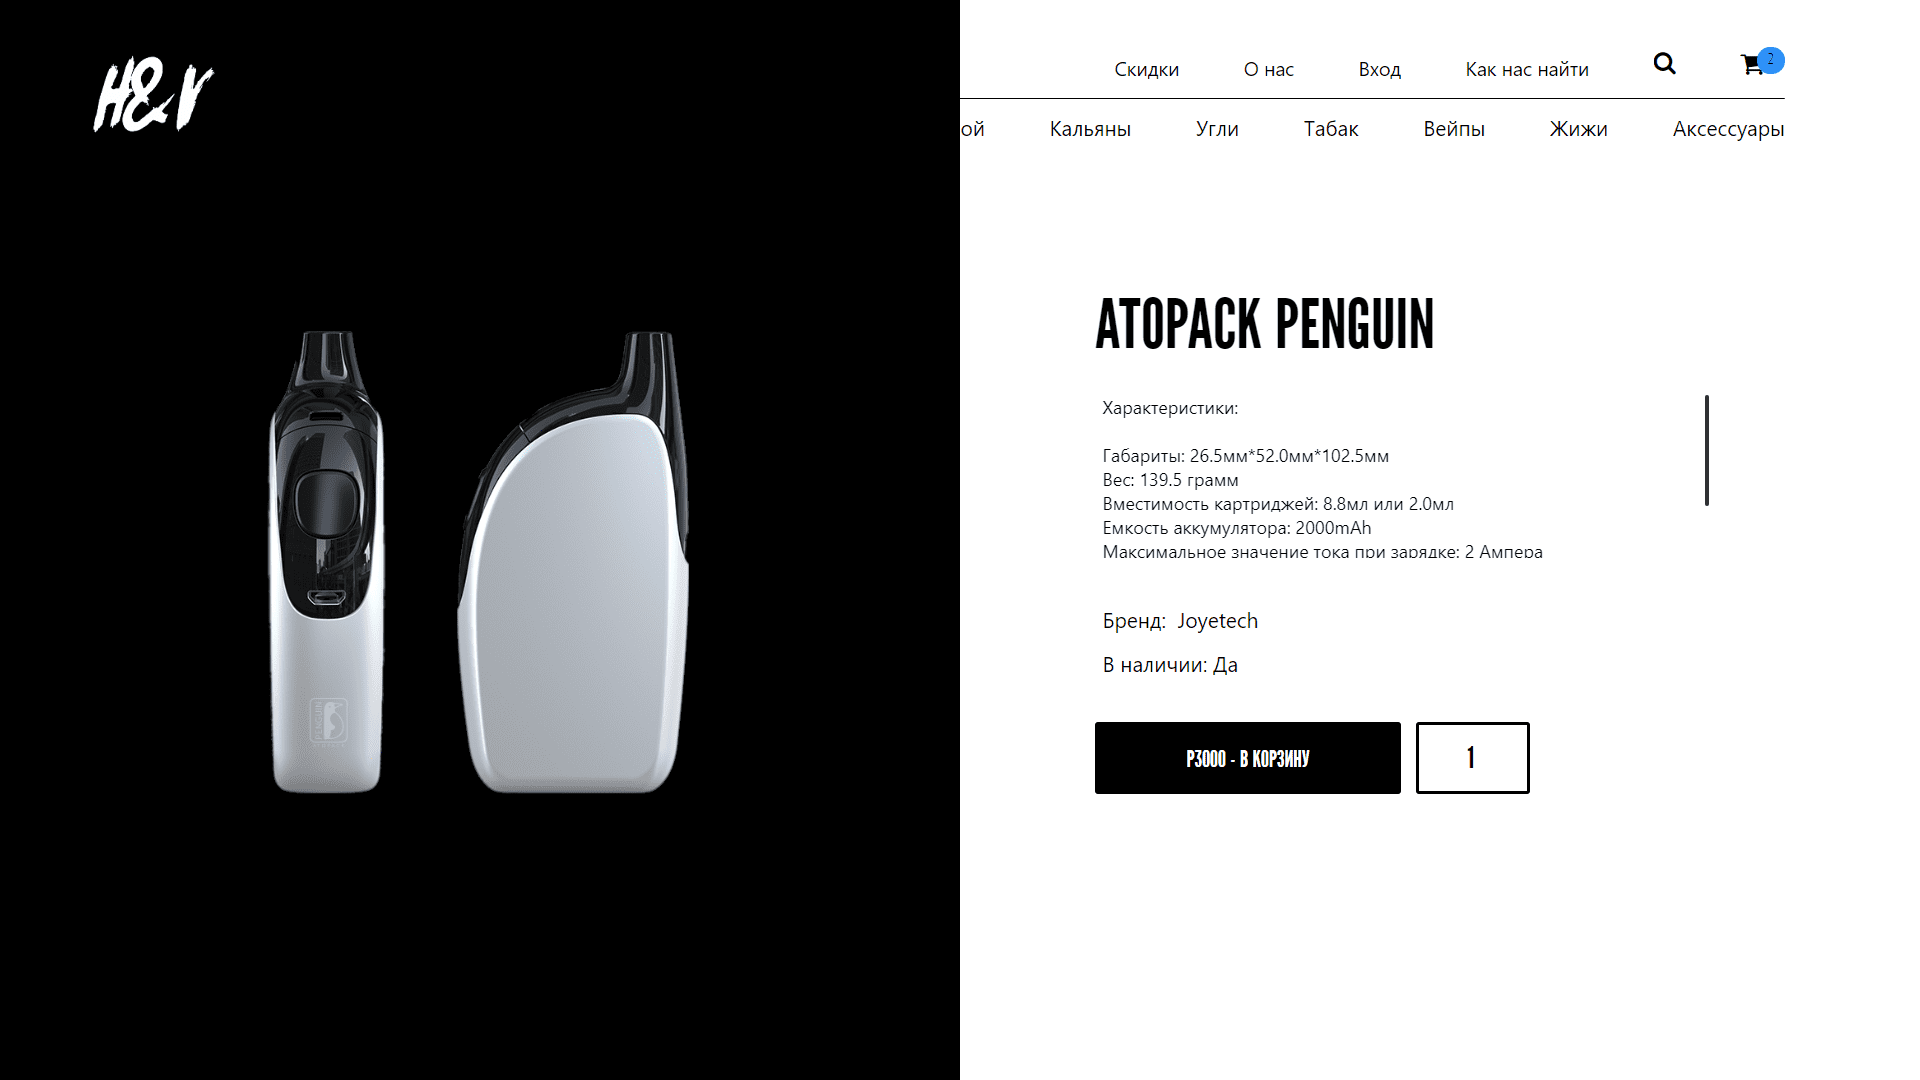 H&V
Скидки О нас Вход Как нас найти 2
ой Кальяны Угли Табак Вейпы Жижи Аксессуары
ATOPACK PENGUIN
Характеристики:
Габариты: 26.5мм*52.0мм*102.5мм
Вес: 139.5 грамм
Вместимость картриджей: 8.8мл или 2.0мл
Емкость аккумулятора: 2000mAh
Максимальное значение тока при зарядке: 2 Ампера
Бренд: Joyetech
В наличии: Да
Р3000 - В КОРЗИНУ 1
PENGUIN